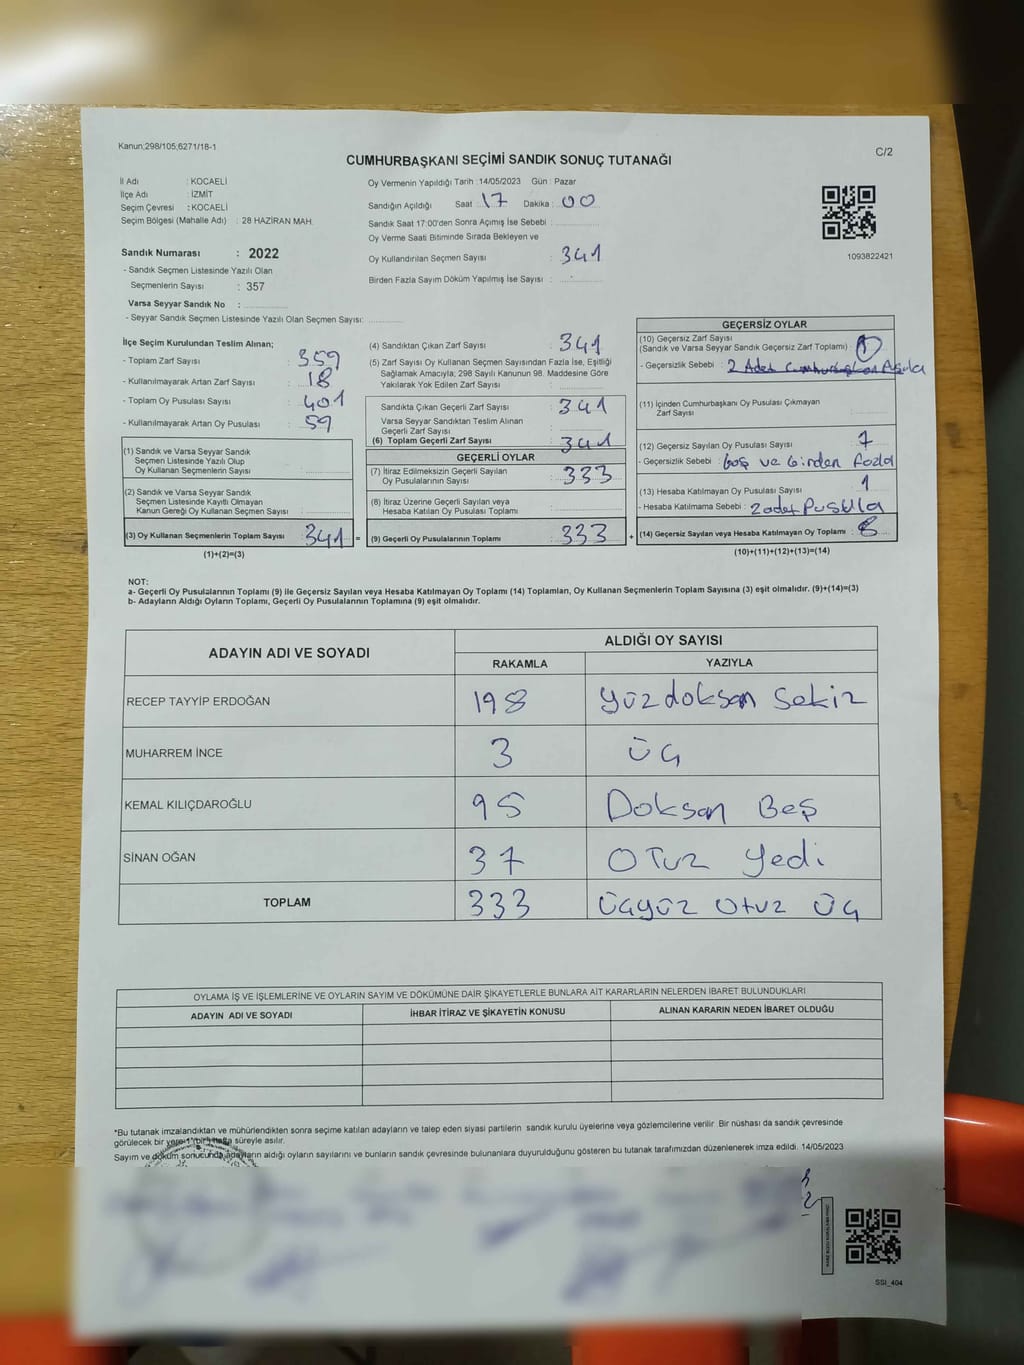 Kanun;298/105;6271/18-1
C/2
CUMHURBAŞKANI SEÇİMİ SANDIK SONUÇ TUTANAĞI
İl Adı : KOCAELİ
İlçe Adı : İZMİT
Seçim Çevresi : KOCAELİ
Seçim Bölgesi (Mahalle Adı) : 28 HAZİRAN MAH.
Sandık Numarası : 2022
- Sandık Seçmen Listesinde Yazılı Olan
Seçmenlerin Sayısı : 357
Varsa Seyyar Sandık No :
- Seyyar Sandık Seçmen Listesinde Yazılı Olan Seçmen Sayısı:
Oy Vermenin Yapıldığı Tarih :14/05/2023 Gün : Pazar
Sandığın Açıldığı Saat : 17 Dakika : 00
Sandık Saat 17:00'den Sonra Açımış İse Sebebi :
Oy Verme Saati Bitiminde Sırada Bekleyen ve
Oy Kullandırılan Seçmen Sayısı : 341
Birden Fazla Sayım Döküm Yapılmış İse Sayısı :
1093822421
İlçe Seçim Kurulundan Teslim Alınan;
- Toplam Zarf Sayısı : 359
- Kullanılmayarak Artan Zarf Sayısı : 18
- Toplam Oy Pusulası Sayısı : 401
- Kullanılmayarak Artan Oy Pusulası : 59
(1) Sandık ve Varsa Seyyar Sandık
Seçmen Listesinde Yazılı Olup
Oy Kullanan Seçmenlerin Sayısı :
(2) Sandık ve Varsa Seyyar Sandık
Seçmen Listesinde Kayıtlı Olmayan
Kanun Gereği Oy Kullanan Seçmen Sayısı :
(3) Oy Kullanan Seçmenlerin Toplam Sayısı : 341 =
(1)+(2)=(3)
(4) Sandıktan Çıkan Zarf Sayısı : 341
(5) Zarf Sayısı Oy Kullanan Seçmen Sayısından Fazla İse, Eşitliği
Sağlamak Amacıyla; 298 Sayılı Kanunun 98. Maddesine Göre
Yakılarak Yok Edilen Zarf Sayısı :
Sandıkta Çıkan Geçerli Zarf Sayısı : 341
Varsa Seyyar Sandıktan Teslim Alınan
Geçerli Zarf Sayısı :
(6) Toplam Geçerli Zarf Sayısı : 341
GEÇERLİ OYLAR
(7) İtiraz Edilmeksizin Geçerli Sayılan
Oy Pusulalarının Sayısı : 333
(8) İtiraz Üzerine Geçerli Sayılan veya
Hesaba Katılan Oy Pusulası Toplamı :
(9) Geçerli Oy Pusulalarının Toplamı : 333 +
GEÇERSİZ OYLAR
(10) Geçersiz Zarf Sayısı
(Sandık ve Varsa Seyyar Sandık Geçersiz Zarf Toplamı) :
- Geçersizlik Sebebi : 2 Adet Cumhurbaşkan Pusula
(11) İçinden Cumhurbaşkanı Oy Pusulası Çıkmayan
Zarf Sayısı :
(12) Geçersiz Sayılan Oy Pusulası Sayısı : 7
- Geçersizlik Sebebi : boş ve birden fazla
(13) Hesaba Katılmayan Oy Pusulası Sayısı : 1
- Hesaba Katılmama Sebebi : 2 adet Pusula
(14) Geçersiz Sayılan veya Hesaba Katılmayan Oy Toplamı : 8
(10)+(11)+(12)+(13)=(14)
NOT:
a- Geçerli Oy Pusulalarının Toplamı (9) ile Geçersiz Sayılan veya Hesaba Katılmayan Oy Toplamı (14) Toplamları, Oy Kullanan Seçmenlerin Toplam Sayısına (3) eşit olmalıdır. (9)+(14)=(3)
b- Adayların Aldığı Oyların Toplamı, Geçerli Oy Pusulalarının Toplamına (9) eşit olmalıdır.
ADAYIN ADI VE SOYADI ALDIĞI OY SAYISI
RAKAMLA YAZIYLA
RECEP TAYYİP ERDOĞAN 198 yüzdoksan sekiz
MUHARREM İNCE 3 üç
KEMAL KILIÇDAROĞLU 95 Doksan Beş
SİNAN OĞAN 37 OTuz yedi
TOPLAM 333 üçyüz otuz üç
OYLAMA İŞ VE İŞLEMLERİNE VE OYLARIN SAYIM VE DÖKÜMÜNE DAİR ŞİKAYETLERLE BUNLARA AİT KARARLARIN NELERDEN İBARET BULUNDUKLARI
ADAYIN ADI VE SOYADI İHBAR İTİRAZ VE ŞİKAYETİN KONUSU ALINAN KARARIN NEDEN İBARET OLDUĞU
*Bu tutanak imzalandıktan ve mühürlendikten sonra seçime katılan adayların ve talep eden siyasi partilerin sandık kurulu üyelerine veya gözlemcilerine verilir. Bir nüshası da sandık çevresinde
görülecek bir yere 1 (bir) hafta süreyle asılır.
Sayım ve döküm sonucunda adayların aldığı oyların sayılarını ve bunların sandık çevresinde bulunanlara duyurulduğunu gösteren bu tutanak tarafımızdan düzenlenerek imza edildi. 14/05/2023
SSI_404